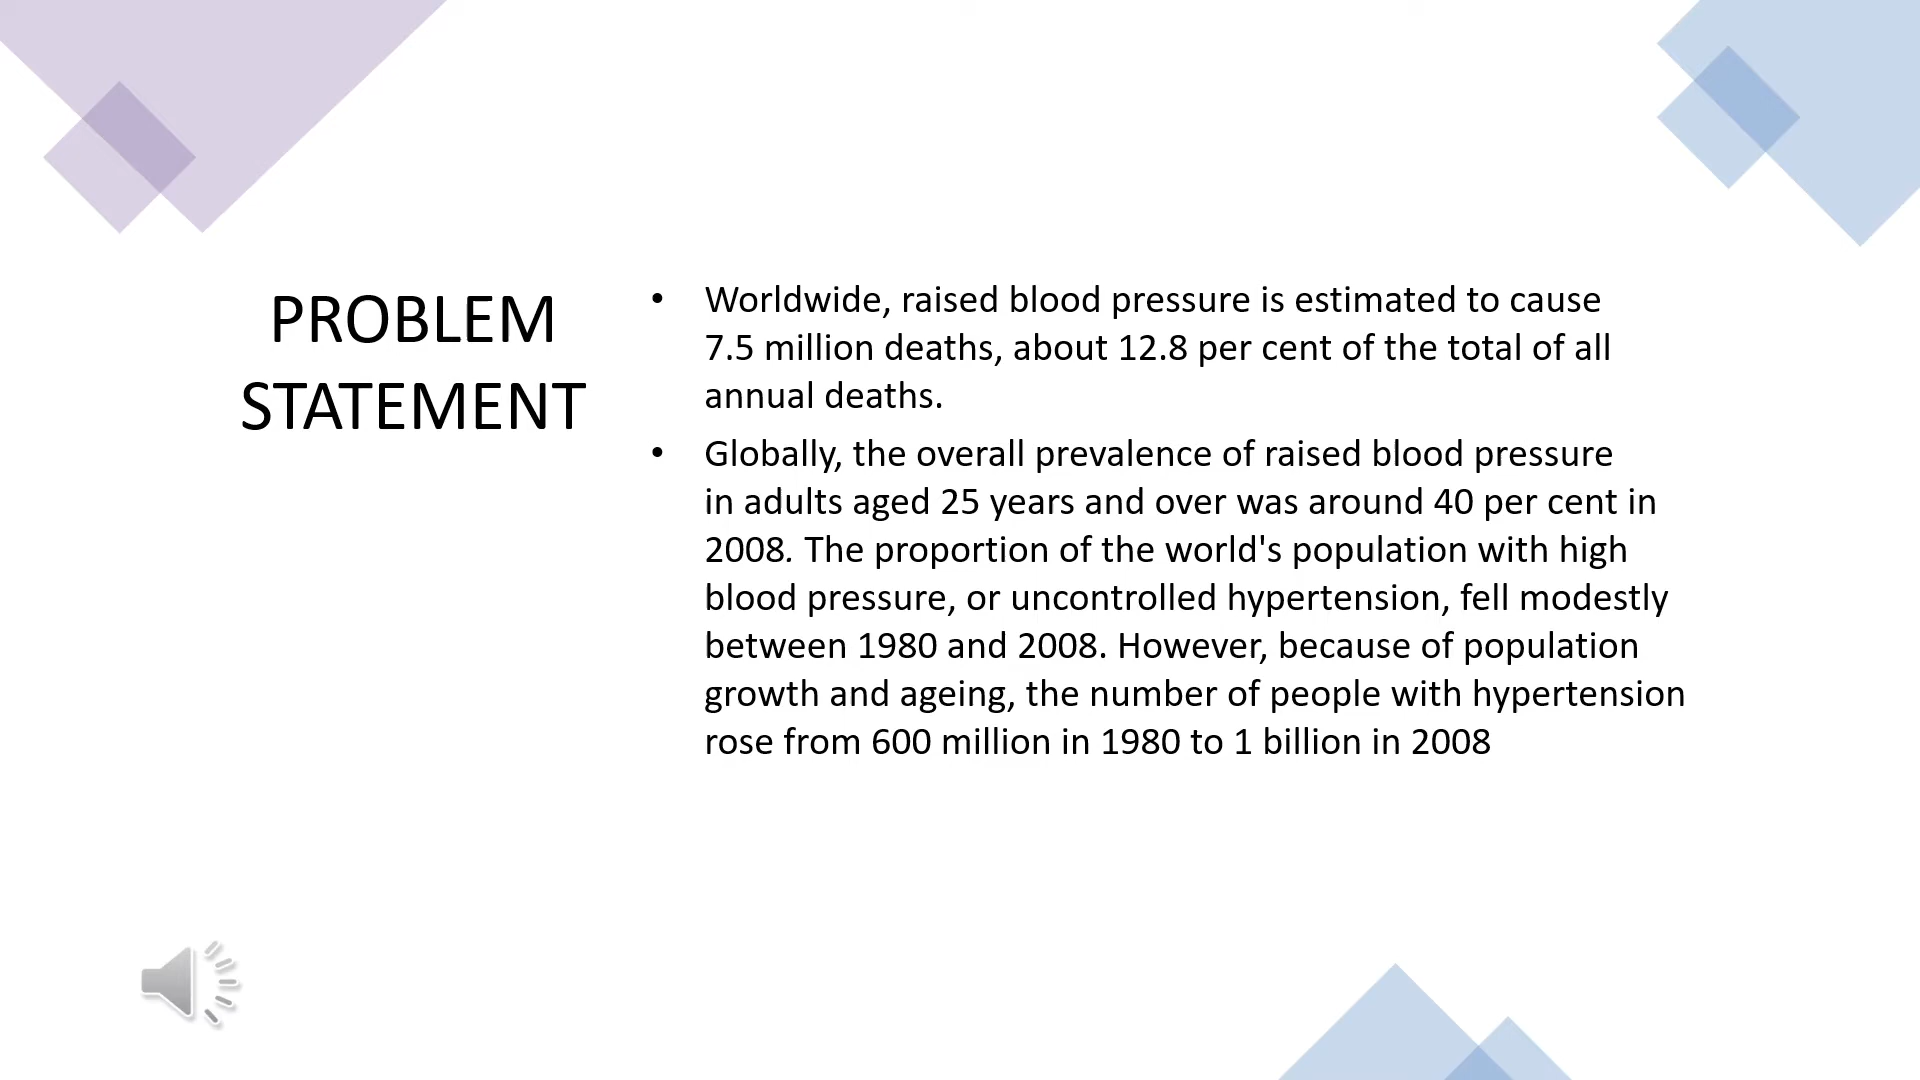 PROBLEM
STATEMENT
• Worldwide, raised blood pressure is estimated to cause
7.5 million deaths, about 12.8 per cent of the total of all
annual deaths.
• Globally, the overall prevalence of raised blood pressure
in adults aged 25 years and over was around 40 per cent in
2008. The proportion of the world's population with high
blood pressure, or uncontrolled hypertension, fell modestly
between 1980 and 2008. However, because of population
growth and ageing, the number of people with hypertension
rose from 600 million in 1980 to 1 billion in 2008